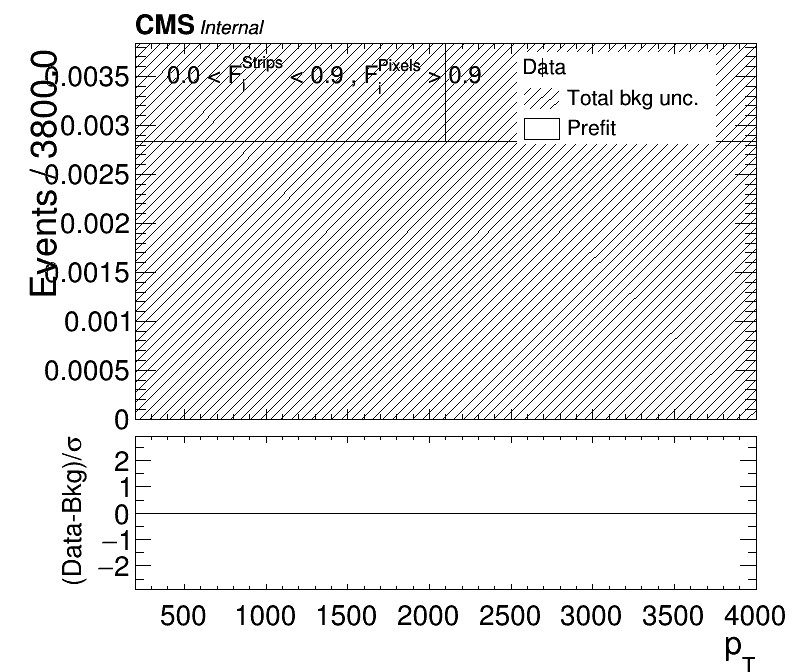 CMS Internal
0.0 < F_i^Strips < 0.9 , F_i^Pixels > 0.9
Data
Total bkg unc.
Prefit
Events / 3800.0
0.0035
0.003
0.0025
0.002
0.0015
0.001
0.0005
0
(Data-Bkg)/σ
2
1
0
−1
−2
500 1000 1500 2000 2500 3000 3500 4000
p_T